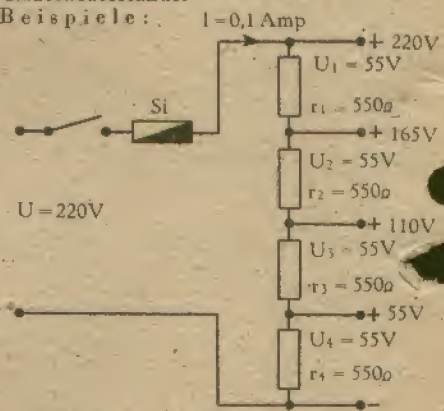 Beispiele:
I=0,1 Amp
+ 220V
U1 = 55V
Si
r1 = 550Ω
+ 165V
U2 = 55V
r2 = 550Ω
U=220V
+ 110V
U3 = 55V
r3 = 550Ω
+ 55V
U4 = 55V
r4 = 550Ω
-